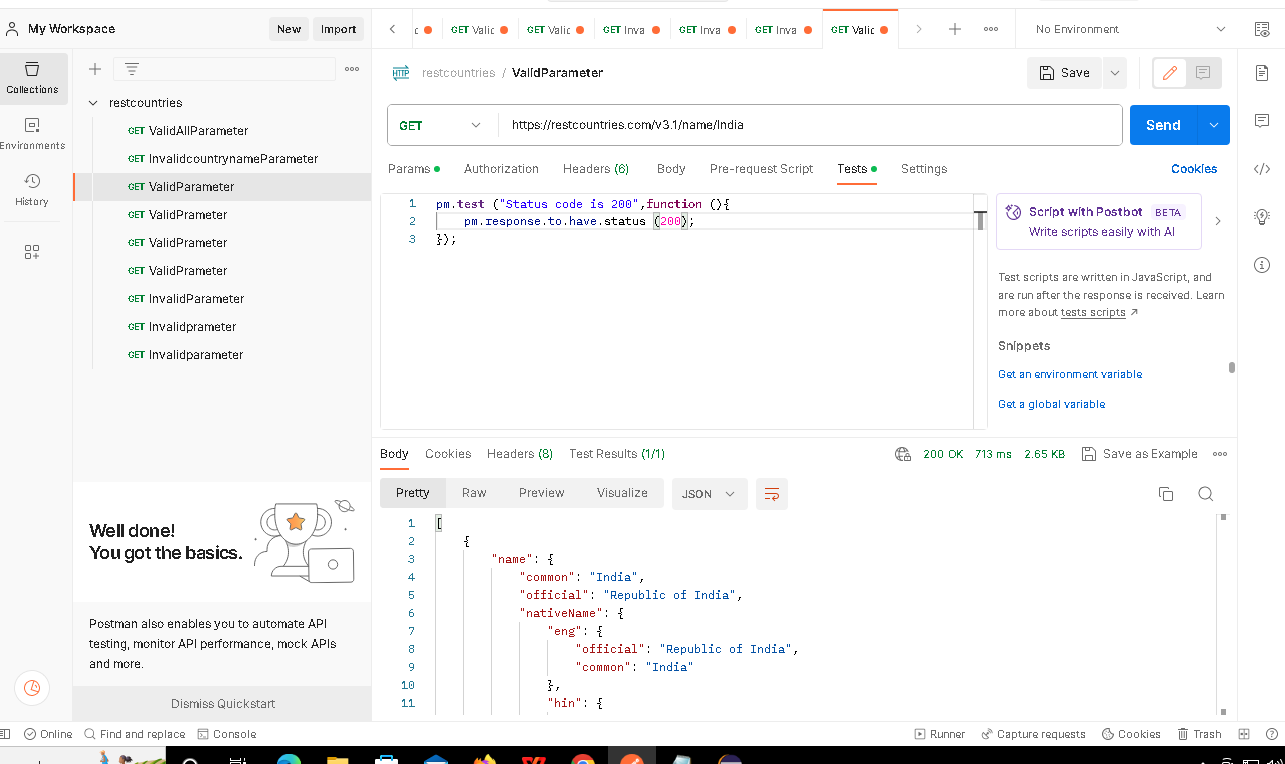 My Workspace
New
Import
GET Valic
GET Valic
GET Inva
GET Inva
GET Inva
GET Valic
No Environment
Collections
Environments
History
restcountries
GET ValidAllParameter
GET InvalidcountrynameParameter
GET ValidParameter
GET ValidPrameter
GET ValidPrameter
GET ValidPrameter
GET InvalidParameter
GET Invalidprameter
GET Invalidparameter
Well done!
You got the basics.
Postman also enables you to automate API
testing, monitor API performance, mock APIs
and more.
Dismiss Quickstart
HTTP restcountries / ValidParameter
Save
GET
https://restcountries.com/v3.1/name/India
Send
Params
Authorization
Headers (6)
Body
Pre-request Script
Tests
Settings
Cookies
1 pm.test ("Status code is 200",function (){
2 pm.response.to.have.status (200);
3 });
Script with Postbot BETA
Write scripts easily with AI
Test scripts are written in JavaScript, and
are run after the response is received. Learn
more about tests scripts ↗
Snippets
Get an environment variable
Get a global variable
Body
Cookies
Headers (8)
Test Results (1/1)
200 OK
713 ms
2.65 KB
Save as Example
Pretty
Raw
Preview
Visualize
JSON
1 [
2 {
3 "name": {
4 "common": "India",
5 "official": "Republic of India",
6 "nativeName": {
7 "eng": {
8 "official": "Republic of India",
9 "common": "India"
10 },
11 "hin": {
Online
Find and replace
Console
Runner
Capture requests
Cookies
Trash